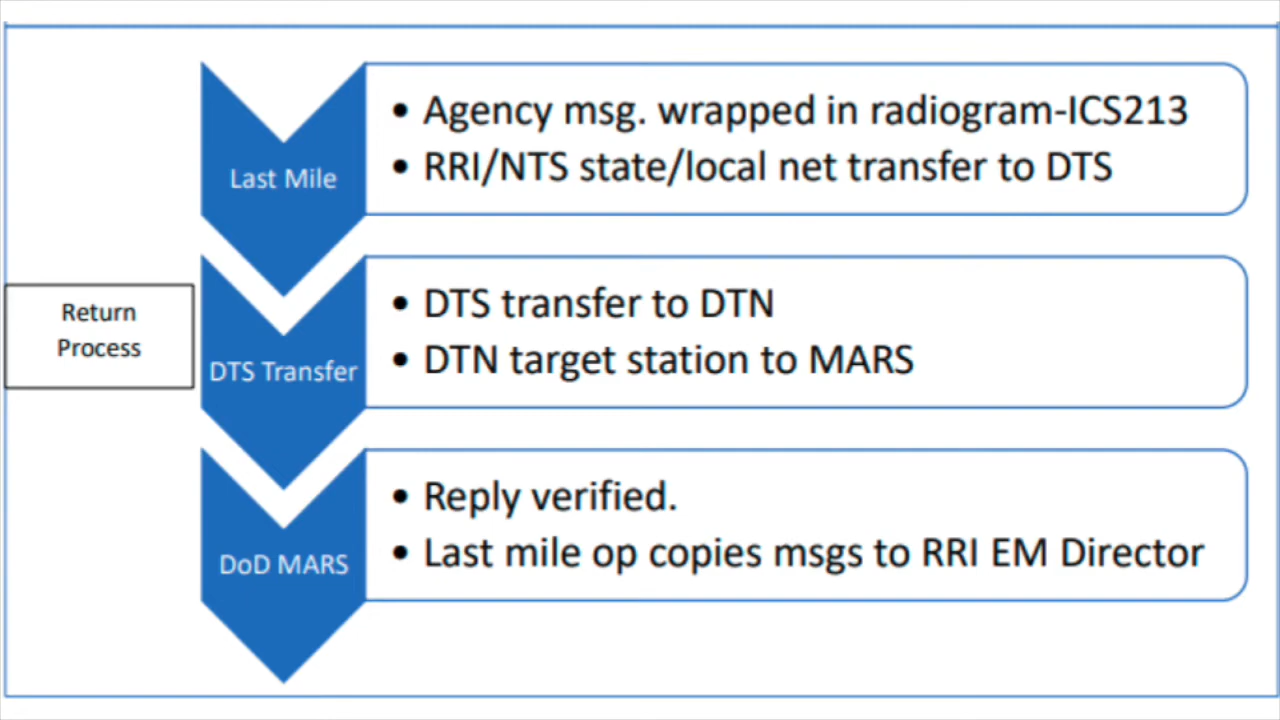 Last Mile
• Agency msg. wrapped in radiogram-ICS213
• RRI/NTS state/local net transfer to DTS
Return
Process
DTS Transfer
• DTS transfer to DTN
• DTN target station to MARS
DoD MARS
• Reply verified.
• Last mile op copies msgs to RRI EM Director